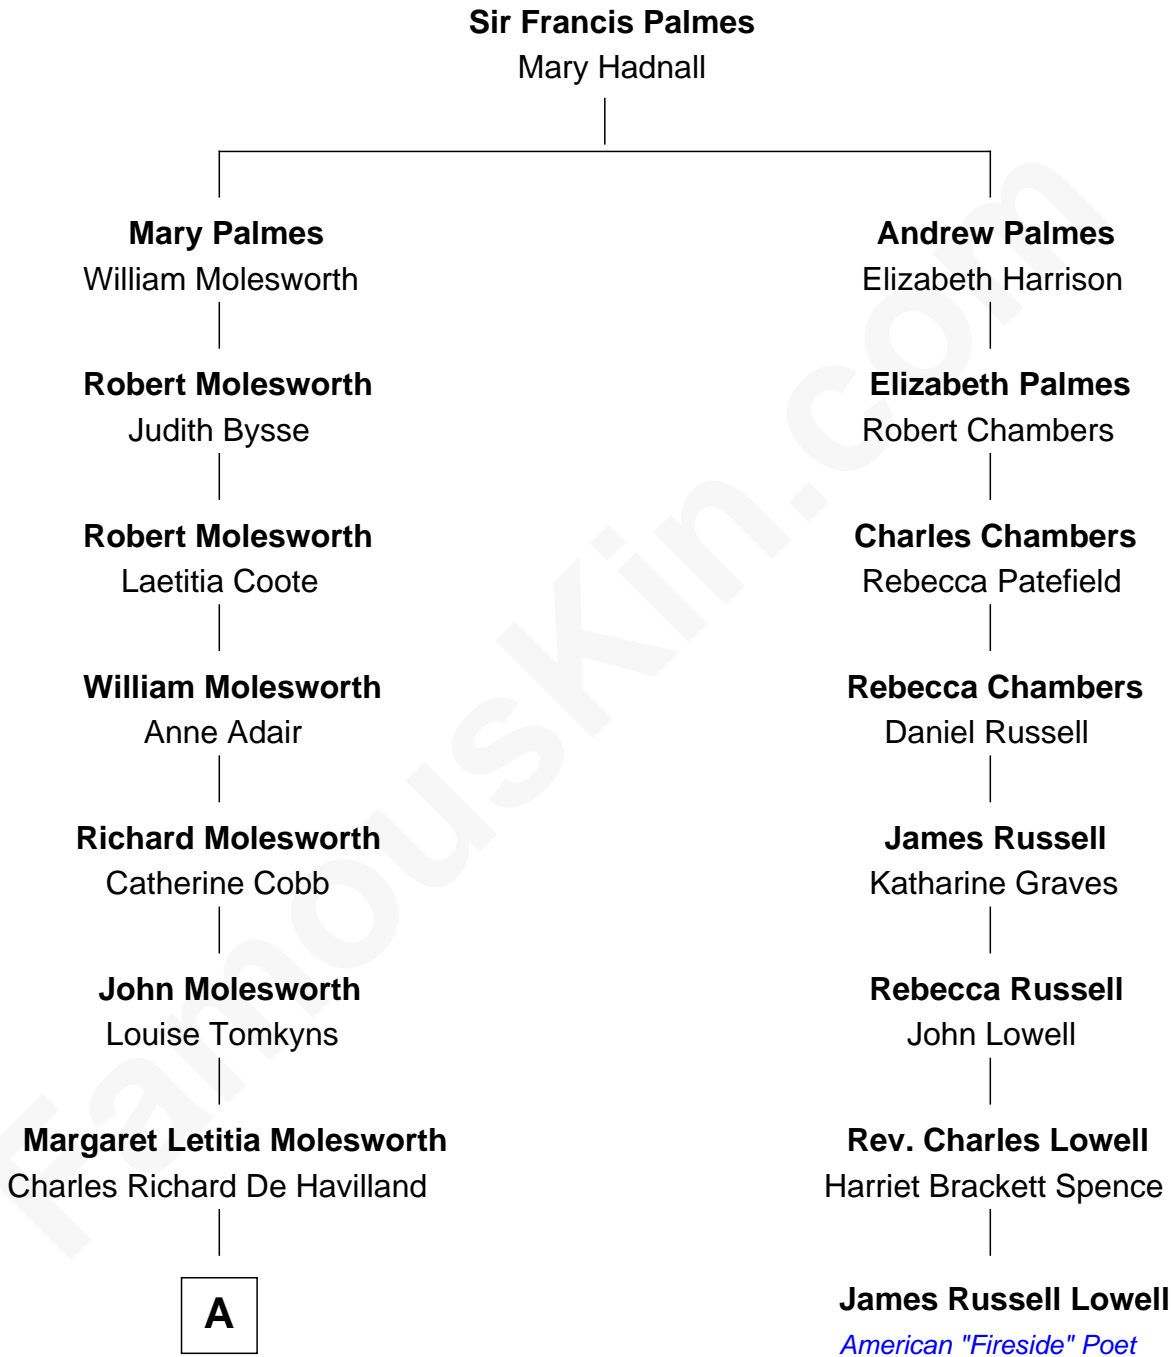 Sir Francis Palmes
Mary Hadnall
Mary Palmes
William Molesworth
Andrew Palmes
Elizabeth Harrison
Robert Molesworth
Judith Bysse
Elizabeth Palmes
Robert Chambers
Robert Molesworth
Laetitia Coote
Charles Chambers
Rebecca Patefield
William Molesworth
Anne Adair
Rebecca Chambers
Daniel Russell
Richard Molesworth
Catherine Cobb
James Russell
Katharine Graves
John Molesworth
Louise Tomkyns
Rebecca Russell
John Lowell
Margaret Letitia Molesworth
Charles Richard De Havilland
Rev. Charles Lowell
Harriet Brackett Spence
A
James Russell Lowell
American "Fireside" Poet
FamousKin.com